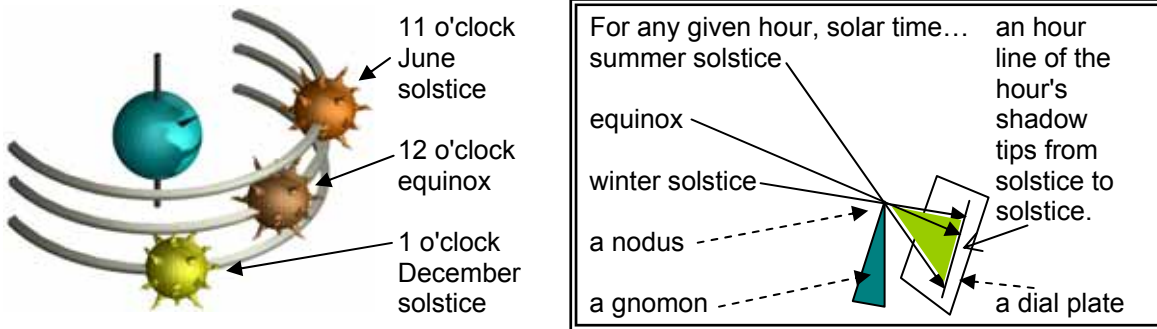 11 o'clock
June
solstice
12 o'clock
equinox
1 o'clock
December
solstice
For any given hour, solar time…
summer solstice
equinox
winter solstice
a nodus
a gnomon
an hour
line of the
hour's
shadow
tips from
solstice to
solstice.
a dial plate